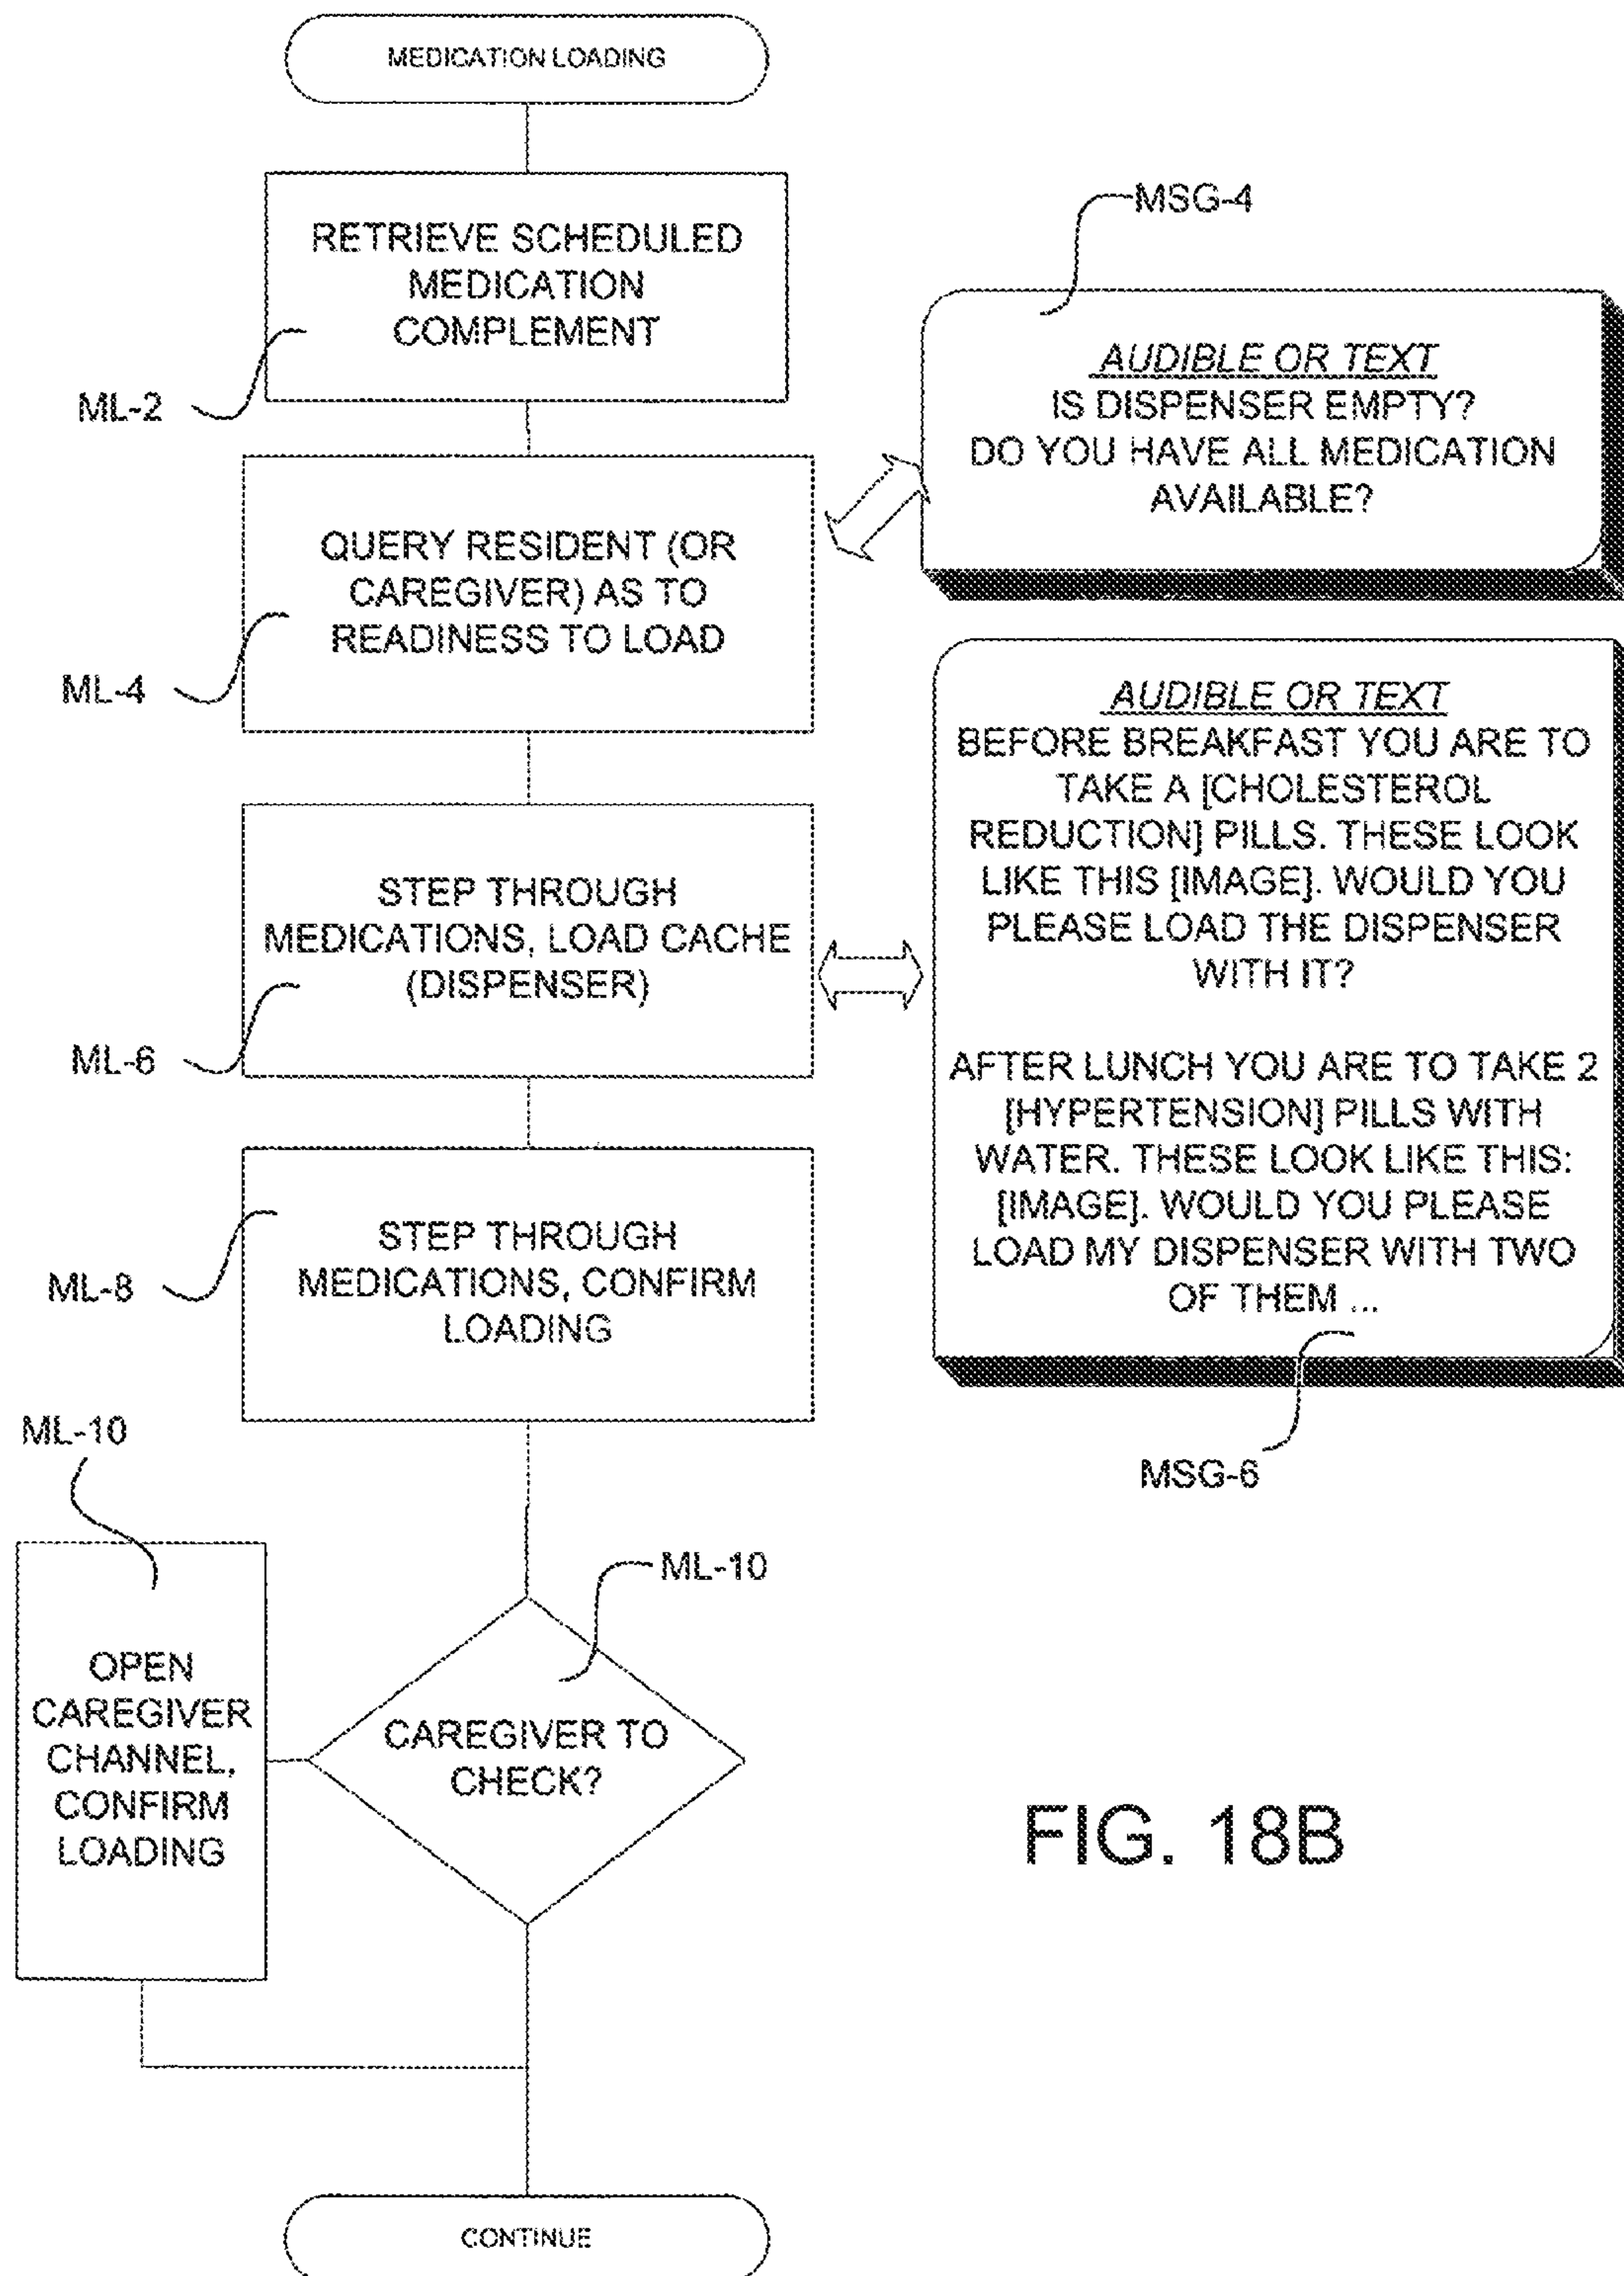 MEDICATION LOADING
RETRIEVE SCHEDULED
MEDICATION
COMPLEMENT
ML-2
MSG-4
AUDIBLE OR TEXT
IS DISPENSER EMPTY?
DO YOU HAVE ALL MEDICATION
AVAILABLE?
QUERY RESIDENT (OR
CAREGIVER) AS TO
READINESS TO LOAD
ML-4
AUDIBLE OR TEXT
BEFORE BREAKFAST YOU ARE TO
TAKE A [CHOLESTEROL
REDUCTION] PILLS. THESE LOOK
LIKE THIS [IMAGE]. WOULD YOU
PLEASE LOAD THE DISPENSER
WITH IT?
AFTER LUNCH YOU ARE TO TAKE 2
[HYPERTENSION] PILLS WITH
WATER. THESE LOOK LIKE THIS:
[IMAGE]. WOULD YOU PLEASE
LOAD MY DISPENSER WITH TWO
OF THEM ...
MSG-6
STEP THROUGH
MEDICATIONS, LOAD CACHE
(DISPENSER)
ML-6
STEP THROUGH
MEDICATIONS, CONFIRM
LOADING
ML-8
ML-10
OPEN
CAREGIVER
CHANNEL,
CONFIRM
LOADING
ML-10
CAREGIVER TO
CHECK?
FIG. 18B
CONTINUE